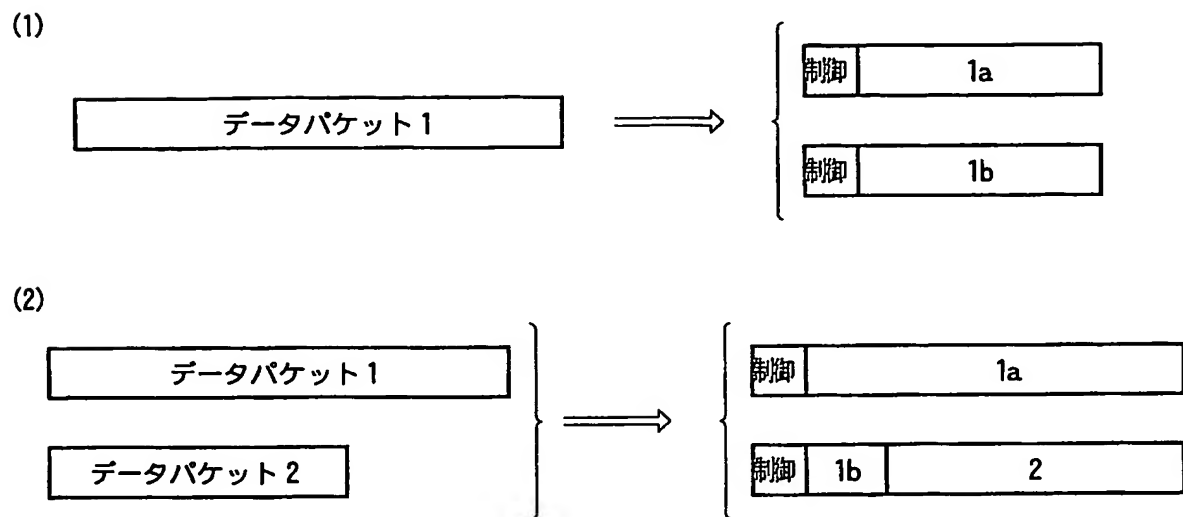 (1)
データパケット1
制御 1a
制御 1b
(2)
データパケット1
データパケット2
制御 1a
制御 1b 2